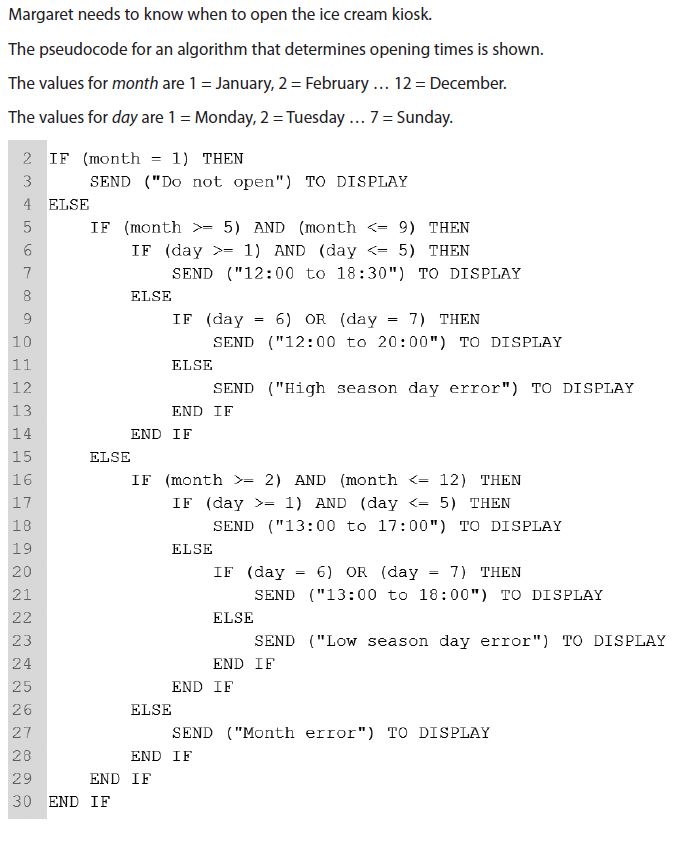 Margaret needs to know when to open the ice cream kiosk.
The pseudocode for an algorithm that determines opening times is shown.
The values for month are 1 = January, 2 = February … 12 = December.
The values for day are 1 = Monday, 2 = Tuesday … 7 = Sunday.
2 IF (month = 1) THEN
3     SEND ("Do not open") TO DISPLAY
4 ELSE
5     IF (month >= 5) AND (month <= 9) THEN
6         IF (day >= 1) AND (day <= 5) THEN
7             SEND ("12:00 to 18:30") TO DISPLAY
8         ELSE
9             IF (day = 6) OR (day = 7) THEN
10                 SEND ("12:00 to 20:00") TO DISPLAY
11             ELSE
12                 SEND ("High season day error") TO DISPLAY
13             END IF
14         END IF
15     ELSE
16         IF (month >= 2) AND (month <= 12) THEN
17             IF (day >= 1) AND (day <= 5) THEN
18                 SEND ("13:00 to 17:00") TO DISPLAY
19             ELSE
20                 IF (day = 6) OR (day = 7) THEN
21                     SEND ("13:00 to 18:00") TO DISPLAY
22                 ELSE
23                     SEND ("Low season day error") TO DISPLAY
24                 END IF
25             END IF
26         ELSE
27             SEND ("Month error") TO DISPLAY
28         END IF
29     END IF
30 END IF